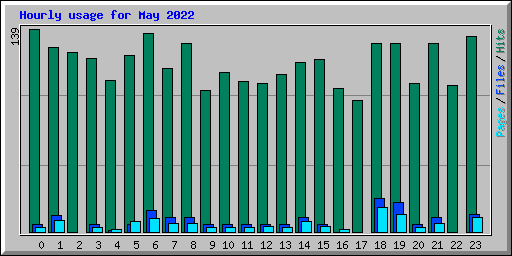 Hourly usage for May 2022
139
0 1 2 3 4 5 6 7 8 9 10 11 12 13 14 15 16 17 18 19 20 21 22 23
Pages/Files/Hits